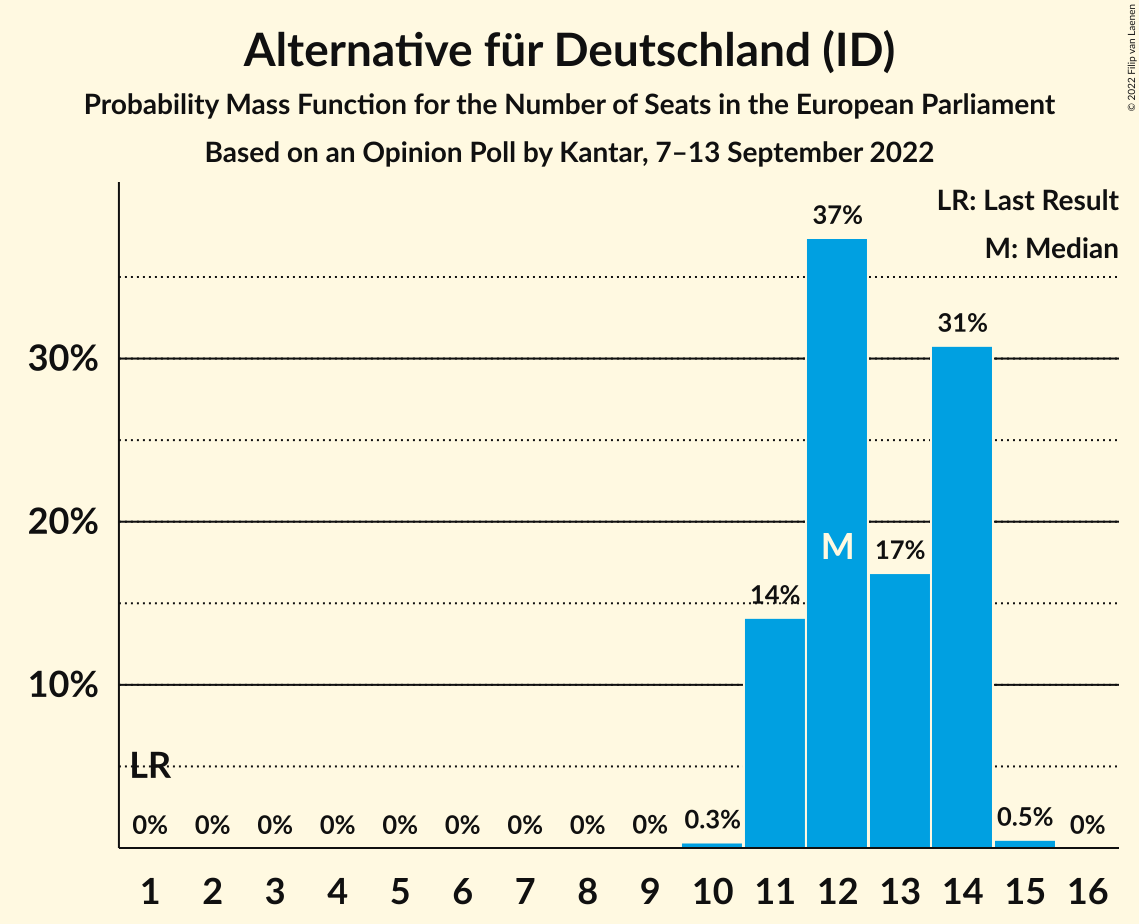 Alternative für Deutschland (ID)
Probability Mass Function for the Number of Seats in the European Parliament
Based on an Opinion Poll by Kantar, 7–13 September 2022
© 2022 Filip van Laenen
LR: Last Result
M: Median
37%
31%
30%
20%
M
17%
14%
10%
LR
0% 0% 0% 0% 0% 0% 0% 0% 0% 0.3% 0.5% 0%
1 2 3 4 5 6 7 8 9 10 11 12 13 14 15 16